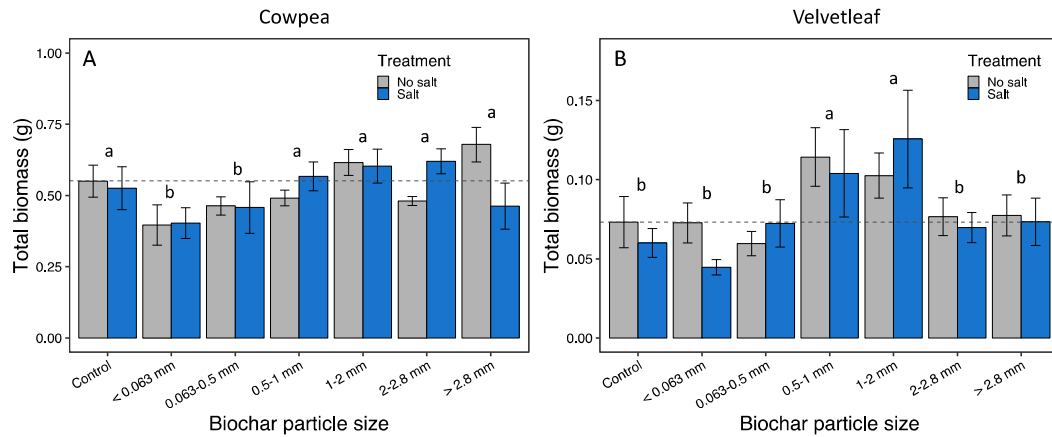 Cowpea
A
Treatment
No salt
Salt
Total biomass (g)
1.00
0.75
0.50
0.25
0.00
a
b
b
a
a
a
a
Control
< 0.063 mm
0.063-0.5 mm
0.5-1 mm
1-2 mm
2-2.8 mm
> 2.8 mm
Biochar particle size
Velvetleaf
B
Treatment
No salt
Salt
Total biomass (g)
0.15
0.10
0.05
0.00
b
b
b
a
a
b
b
Control
< 0.063 mm
0.063-0.5 mm
0.5-1 mm
1-2 mm
2-2.8 mm
> 2.8 mm
Biochar particle size